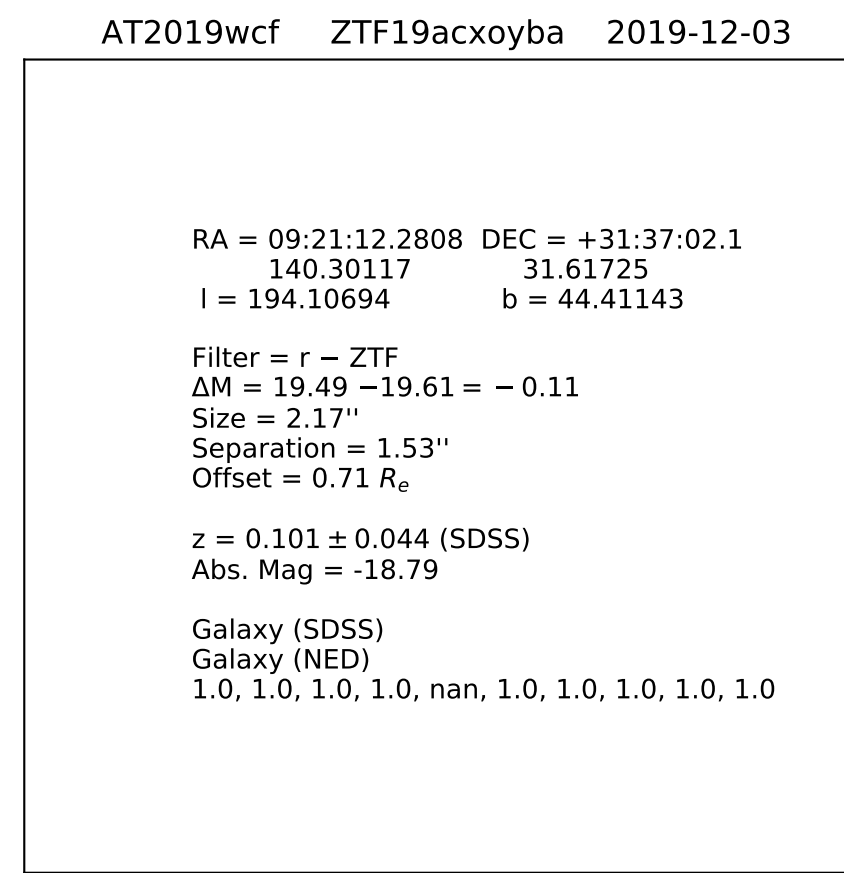 AT2019wcf ZTF19acxoyba 2019-12-03
RA = 09:21:12.2808 DEC = +31:37:02.1
140.30117 31.61725
l = 194.10694 b = 44.41143
Filter = r − ZTF
ΔM = 19.49 −19.61 = − 0.11
Size = 2.17''
Separation = 1.53''
Offset = 0.71 Rₑ
z = 0.101 ± 0.044 (SDSS)
Abs. Mag = -18.79
Galaxy (SDSS)
Galaxy (NED)
1.0, 1.0, 1.0, 1.0, nan, 1.0, 1.0, 1.0, 1.0, 1.0